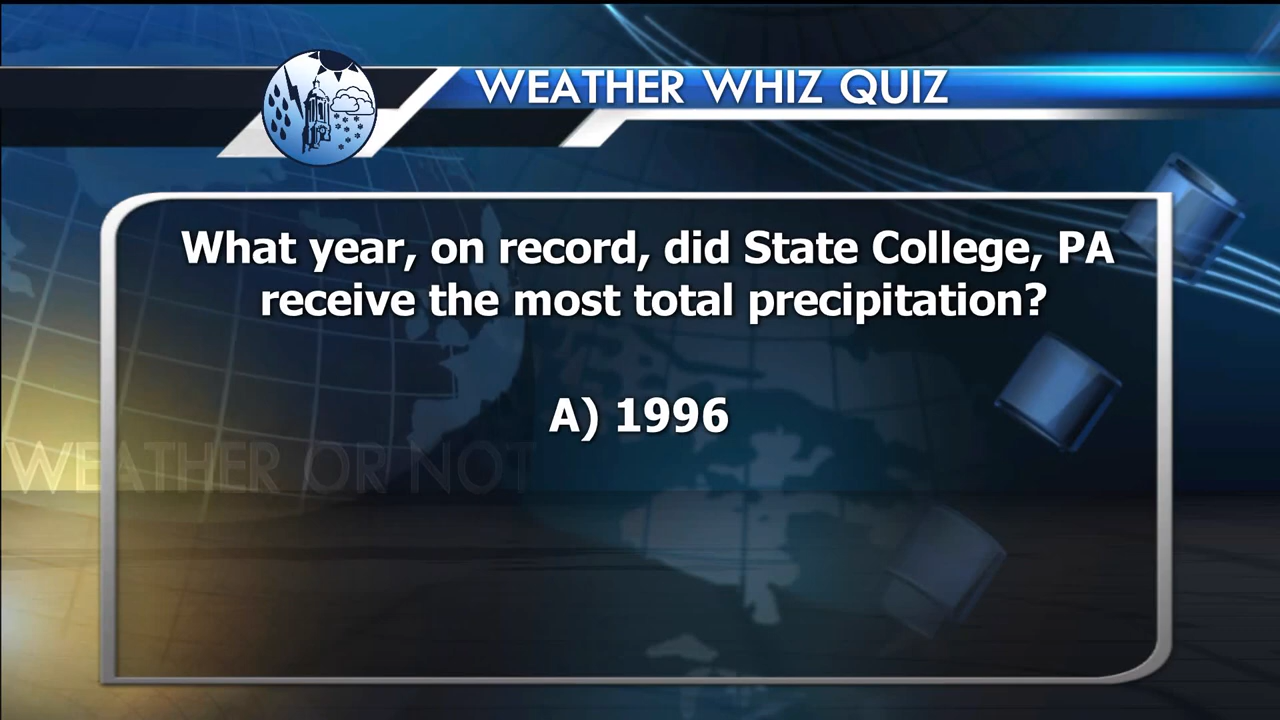 WEATHER WHIZ QUIZ
What year, on record, did State College, PA
receive the most total precipitation?
A) 1996
WEATHER OR NOT